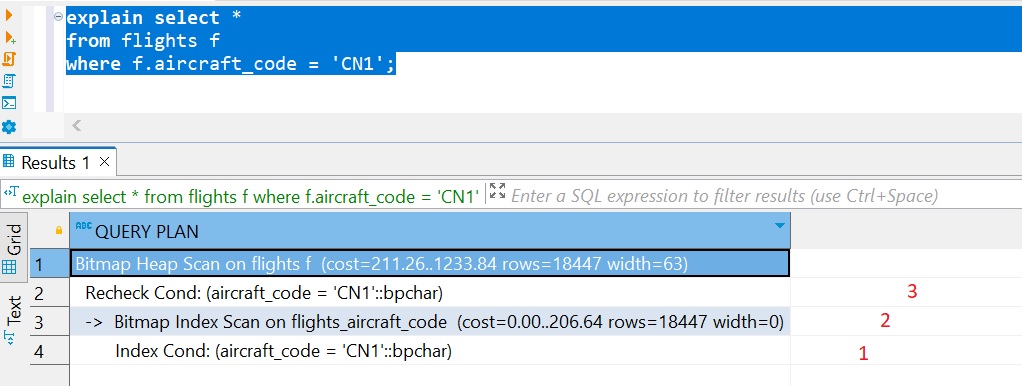 explain select *
from flights f
where f.aircraft_code = 'CN1';
Results 1
explain select * from flights f where f.aircraft_code = 'CN1'
Enter a SQL expression to filter results (use Ctrl+Space)
Grid
Text
ABC QUERY PLAN
1 Bitmap Heap Scan on flights f (cost=211.26..1233.84 rows=18447 width=63)
2 Recheck Cond: (aircraft_code = 'CN1'::bpchar) 3
3 -> Bitmap Index Scan on flights_aircraft_code (cost=0.00..206.64 rows=18447 width=0) 2
4 Index Cond: (aircraft_code = 'CN1'::bpchar) 1